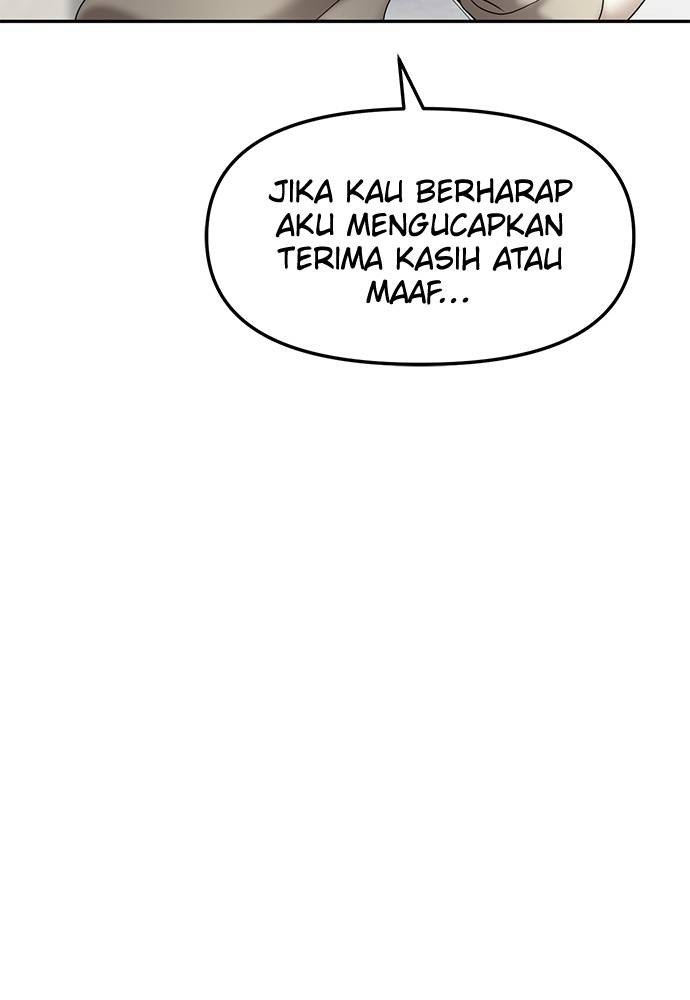 JIKA KAU BERHARAP
AKU MENGUCAPKAN
TERIMA KASIH ATAU
MAAF...